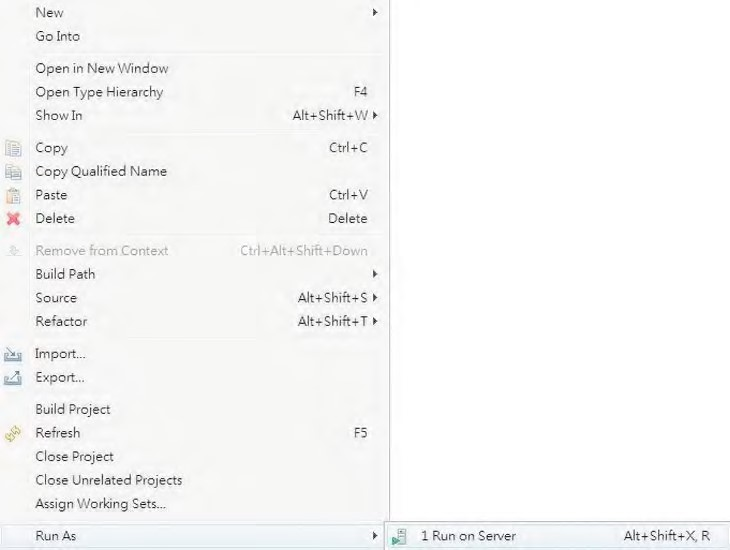 New
Go Into
Open in New Window
Open Type Hierarchy F4
Show In Alt+Shift+W
Copy Ctrl+C
Copy Qualified Name
Paste Ctrl+V
Delete Delete
Remove from Context Ctrl+Alt+Shift+Down
Build Path
Source Alt+Shift+S
Refactor Alt+Shift+T
Import...
Export...
Build Project
Refresh F5
Close Project
Close Unrelated Projects
Assign Working Sets...
Run As 1 Run on Server Alt+Shift+X, R